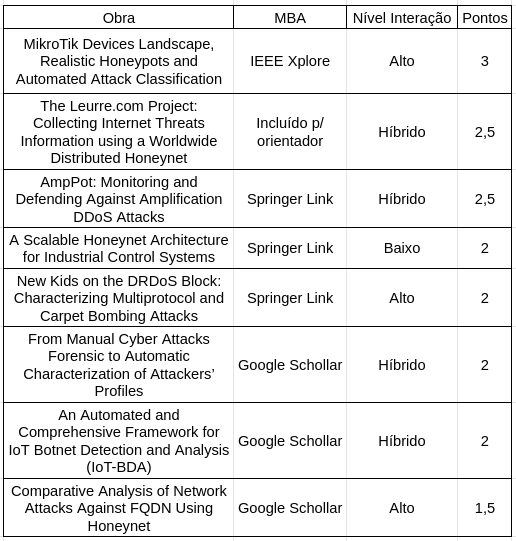 Obra MBA Nível Interação Pontos
MikroTik Devices Landscape,
Realistic Honeypots and
Automated Attack Classification
IEEE Xplore
Alto
3
The Leurre.com Project:
Collecting Internet Threats
Information using a Worldwide
Distributed Honeynet
Incluído p/
orientador
Híbrido
2,5
AmpPot: Monitoring and
Defending Against Amplification
DDoS Attacks
Springer Link
Híbrido
2,5
A Scalable Honeynet Architecture
for Industrial Control Systems
Springer Link
Baixo
2
New Kids on the DRDoS Block:
Characterizing Multiprotocol and
Carpet Bombing Attacks
Springer Link
Alto
2
From Manual Cyber Attacks
Forensic to Automatic
Characterization of Attackers’
Profiles
Google Schollar
Híbrido
2
An Automated and
Comprehensive Framework for
IoT Botnet Detection and Analysis
(IoT-BDA)
Google Schollar
Híbrido
2
Comparative Analysis of Network
Attacks Against FQDN Using
Honeynet
Google Schollar
Alto
1,5